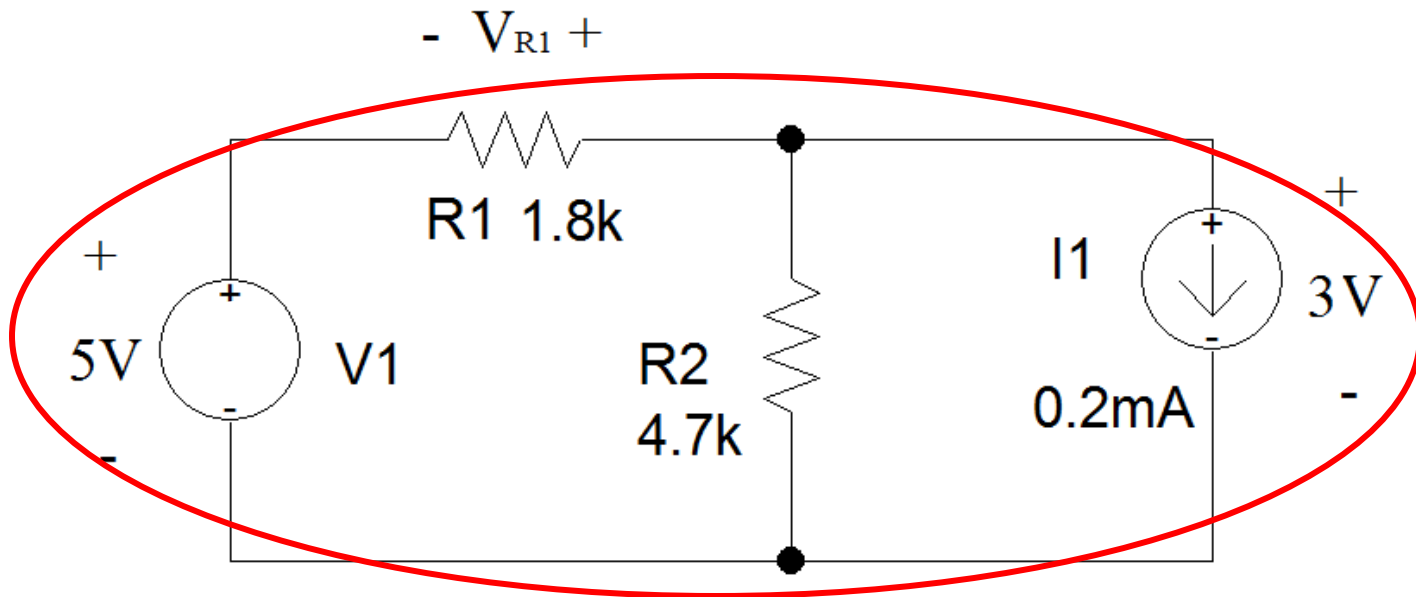 - VR1 +
R1 1.8k
+
+
-
5V
-
V1
R2
4.7k
I1
+
-
0.2mA
+
3V
-